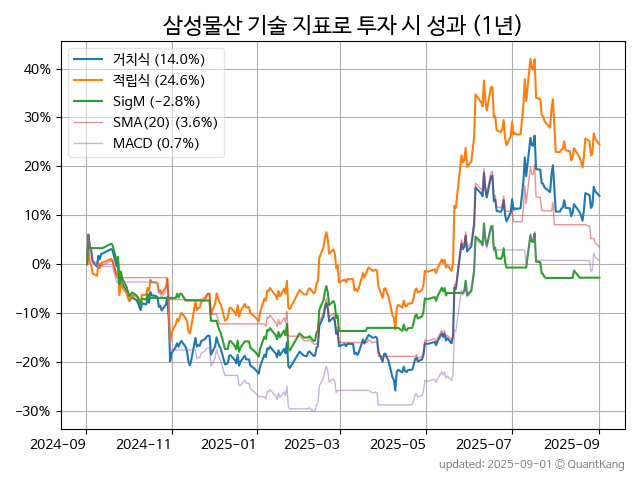 삼성물산 기술 지표로 투자 시 성과 (1년)
거치식 (14.0%)
적립식 (24.6%)
SigM (−2.8%)
SMA(20) (3.6%)
MACD (0.7%)
40%
30%
20%
10%
0%
−10%
−20%
−30%
2024-09 2024-11 2025-01 2025-03 2025-05 2025-07 2025-09
updated: 2025-09-01 © QuantKang